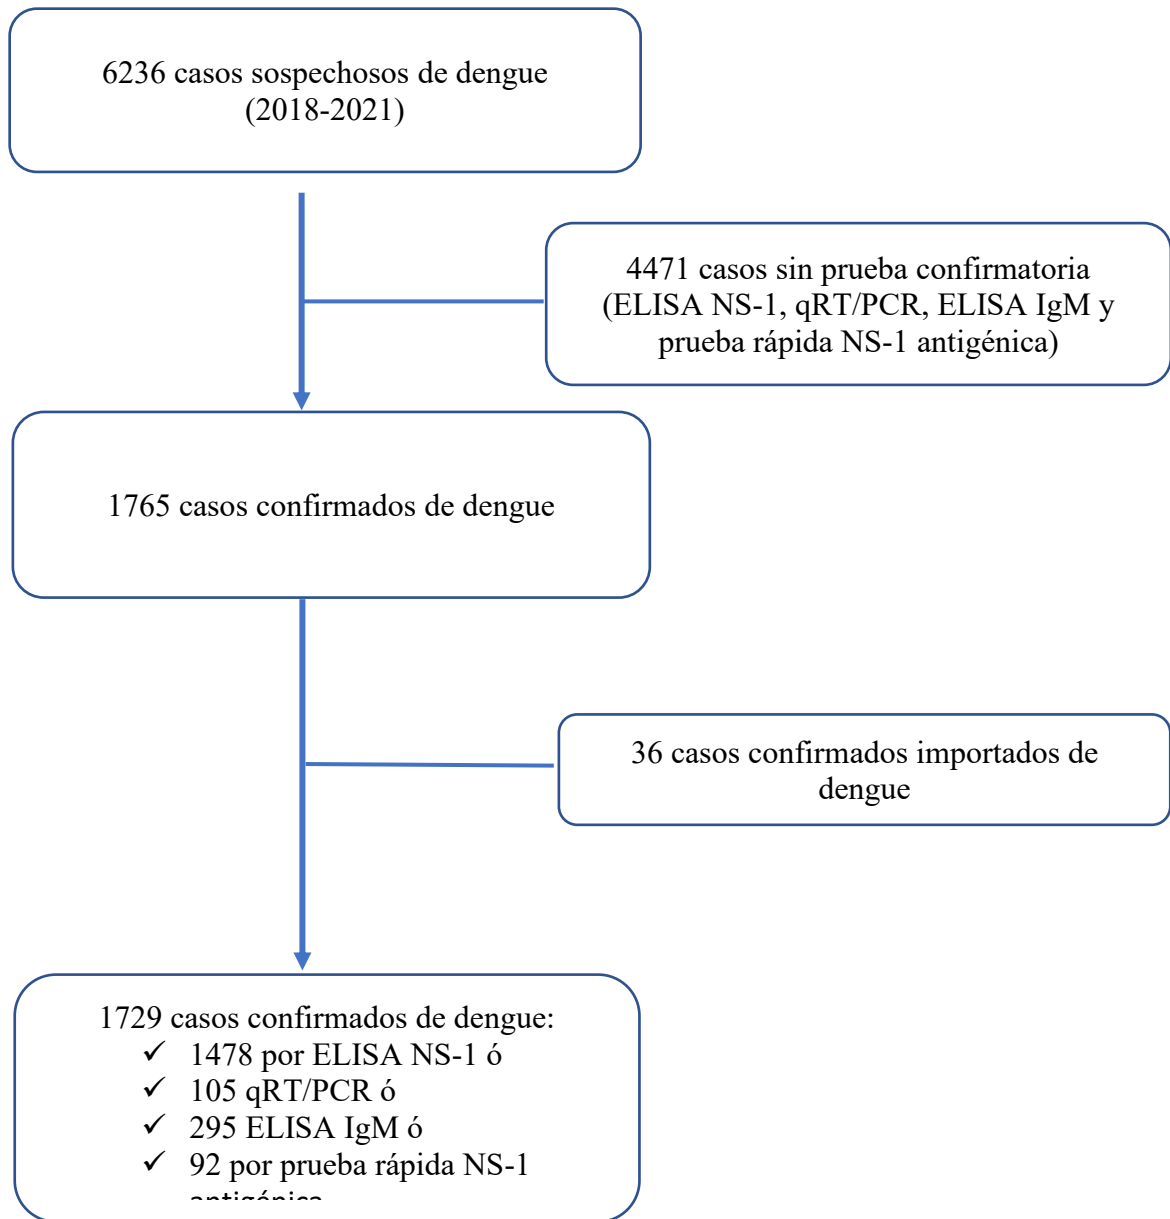 6236 casos sospechosos de dengue
(2018-2021)
4471 casos sin prueba confirmatoria
(ELISA NS-1, qRT/PCR, ELISA IgM y
prueba rápida NS-1 antigénica)
1765 casos confirmados de dengue
36 casos confirmados importados de
dengue
1729 casos confirmados de dengue:
✓ 1478 por ELISA NS-1 ó
✓ 105 qRT/PCR ó
✓ 295 ELISA IgM ó
✓ 92 por prueba rápida NS-1
antigénica